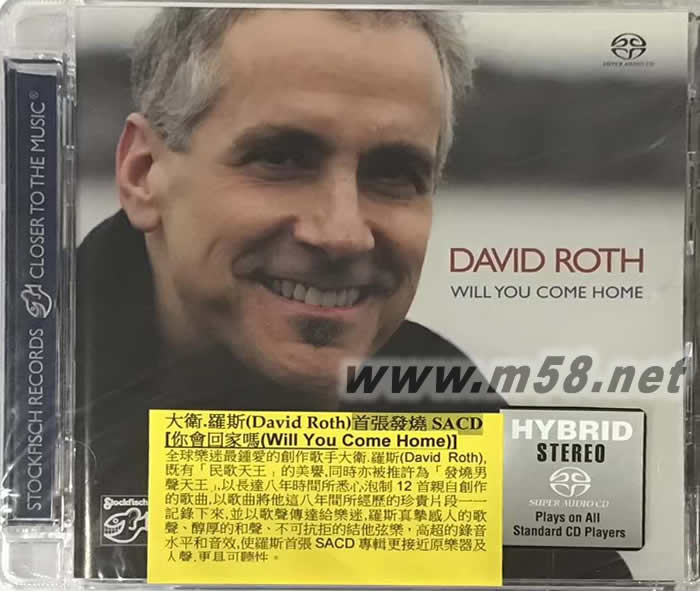 SUPER AUDIO CD
STOCKFISCH RECORDS CLOSER TO THE MUSIC®
DAVID ROTH
WILL YOU COME HOME
www.m58.net
大衛.羅斯(David Roth)首張發燒 SACD
[你會回家嗎(Will You Come Home)]
全球樂迷最鍾愛的創作歌手大衛.羅斯(David Roth),
既有「民歌天王」的美譽,同時亦被推許為「發燒男
聲天王」,以長達八年時間所悉心泡制 12 首親自創作
的歌曲,以歌曲將他這八年間所經歷的珍貴片段一一
記錄下來,並以歌聲傳達給樂迷,羅斯真摯感人的歌
聲、醇厚的和聲、不可抗拒的結他弦樂,高超的錄音
水平和音效,使羅斯首張 SACD 專輯更接近原樂器及
人聲,更具可聽性。
Stockfisch
HYBRID
STEREO
SUPER AUDIO CD
Plays on All
Standard CD Players